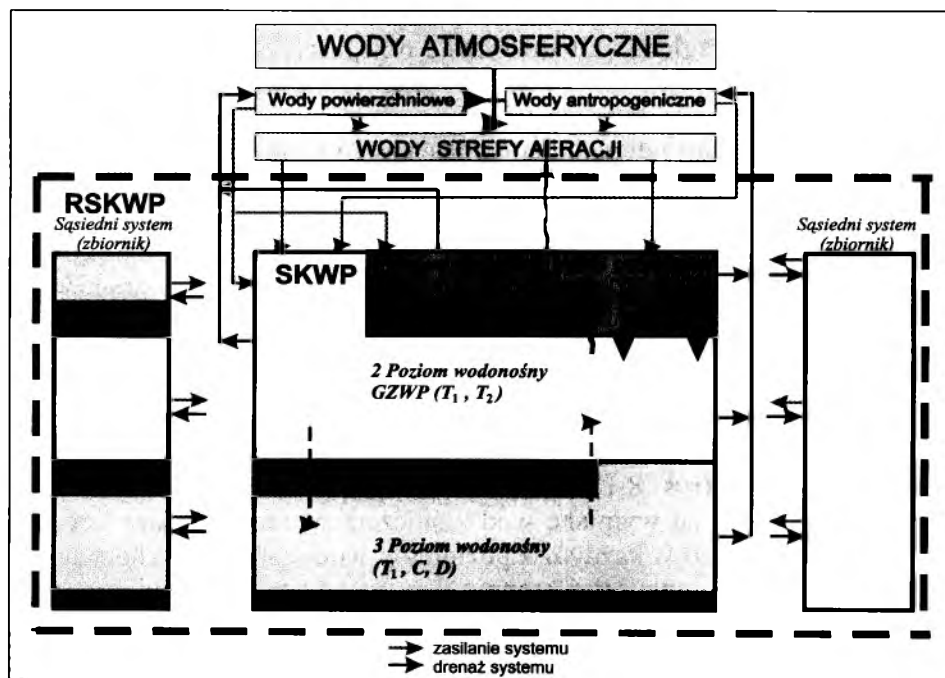 WODY ATMOSFERYCZNE
Wody powierzchniowe
Wody antropogeniczne
WODY STREFY AERACJI
RSKWP
Sąsiedni system
(zbiornik)
Sąsiedni system
(zbiornik)
SKWP
2 Poziom wodonośny
GZWP (T₁ , T₂)
3 Poziom wodonośny
(T₁ , C, D)
zasilanie systemu
drenaż systemu